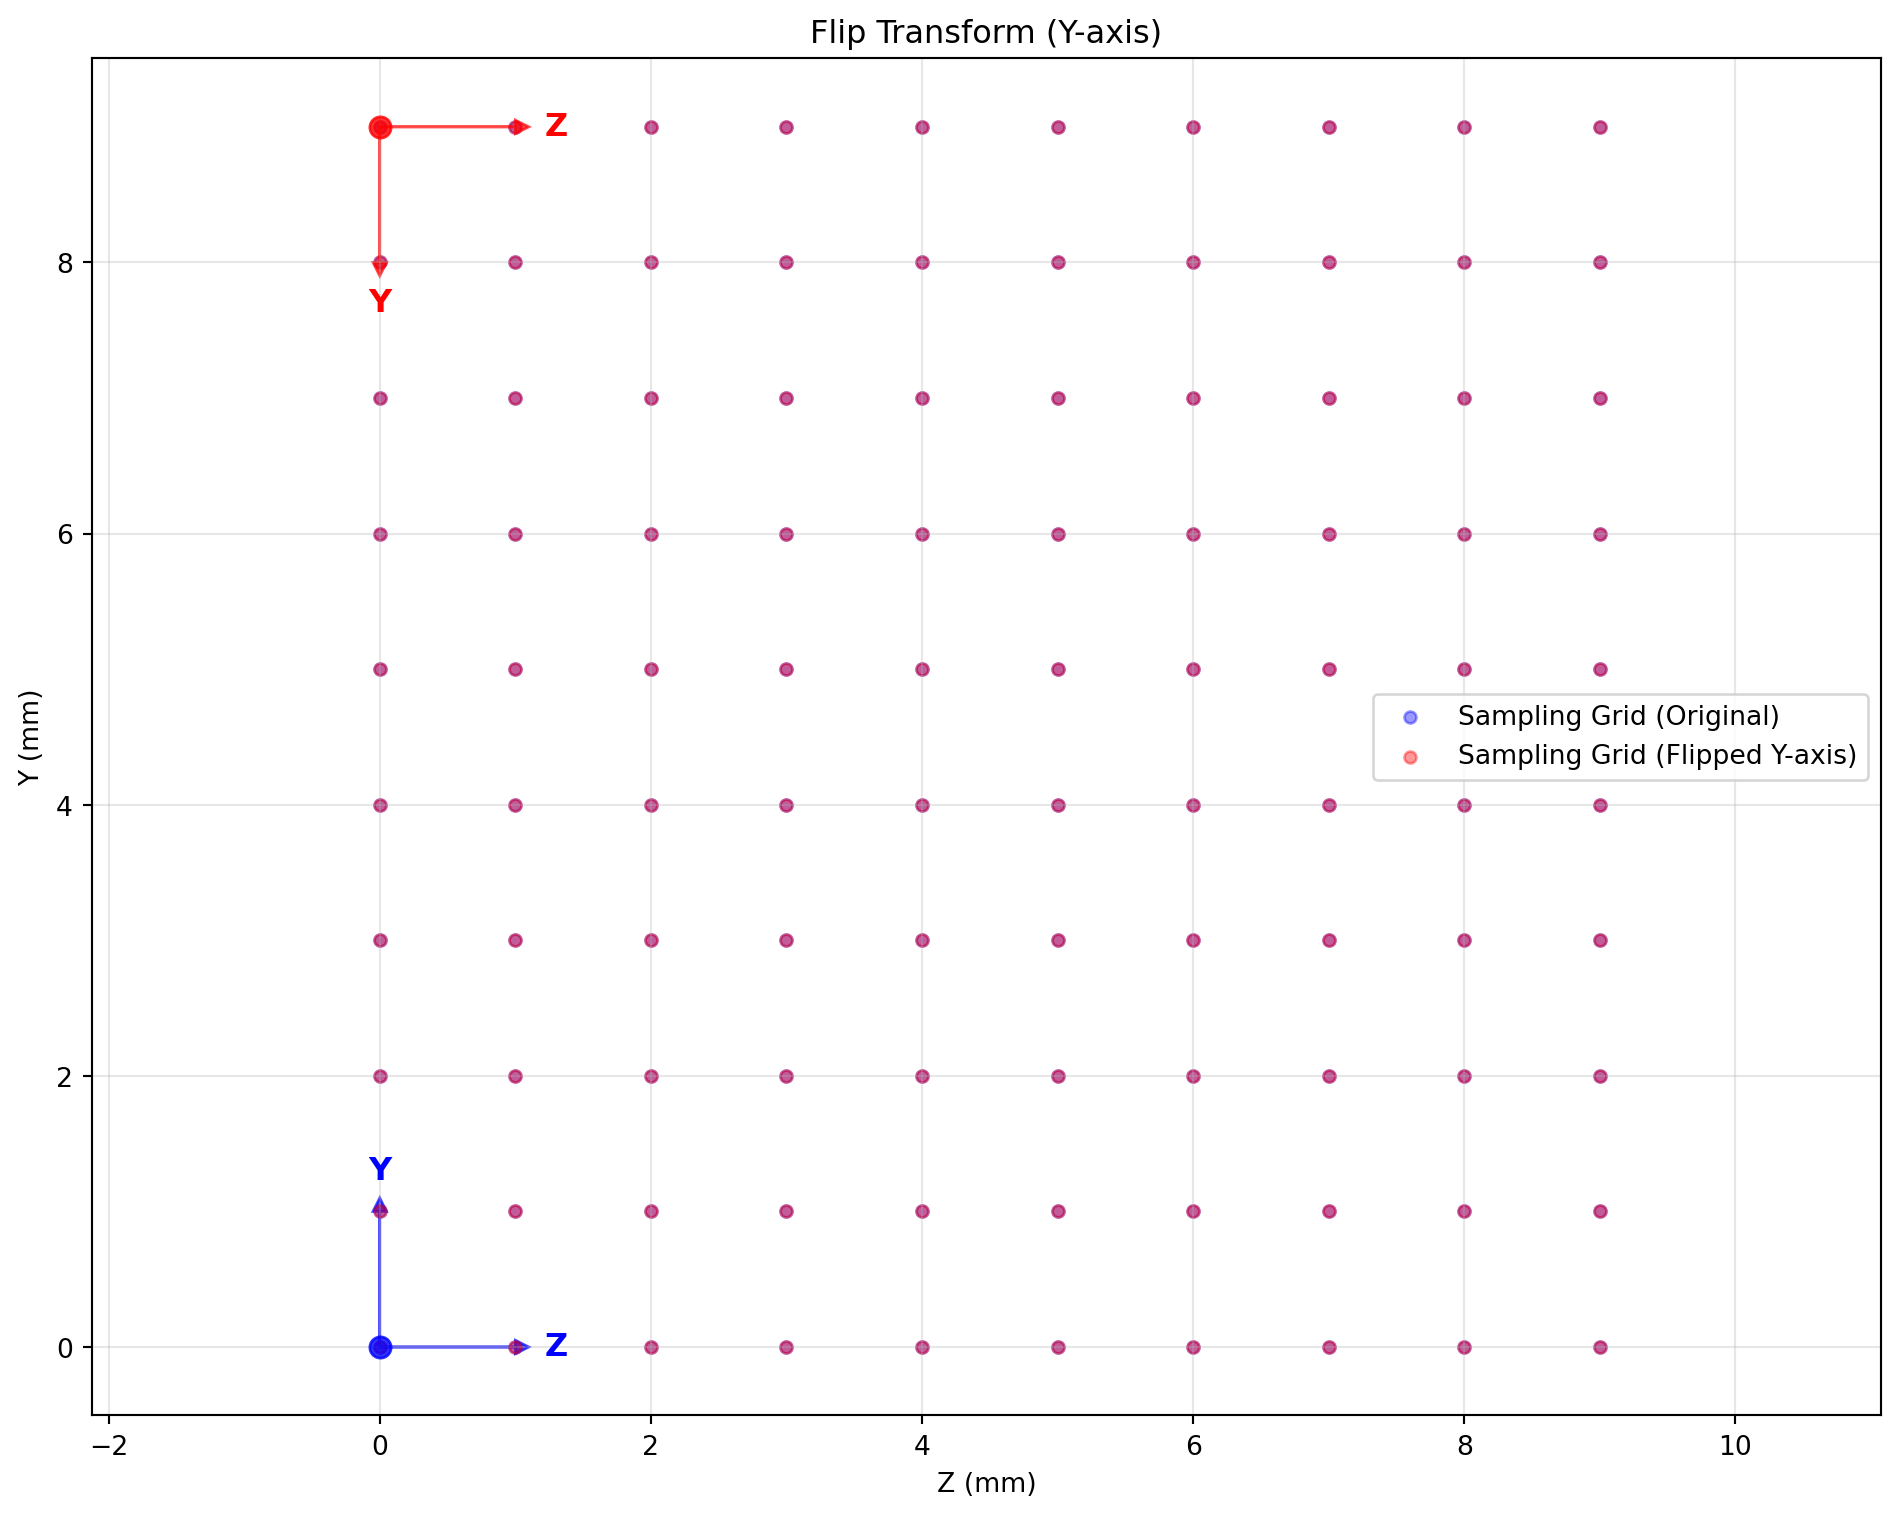 Flip Transform (Y-axis)
Z
Y
8
6
Sampling Grid (Original)
Sampling Grid (Flipped Y-axis)
Y (mm)
4
2
Y
Z
0
−2
0
2
4
6
8
10
Z (mm)